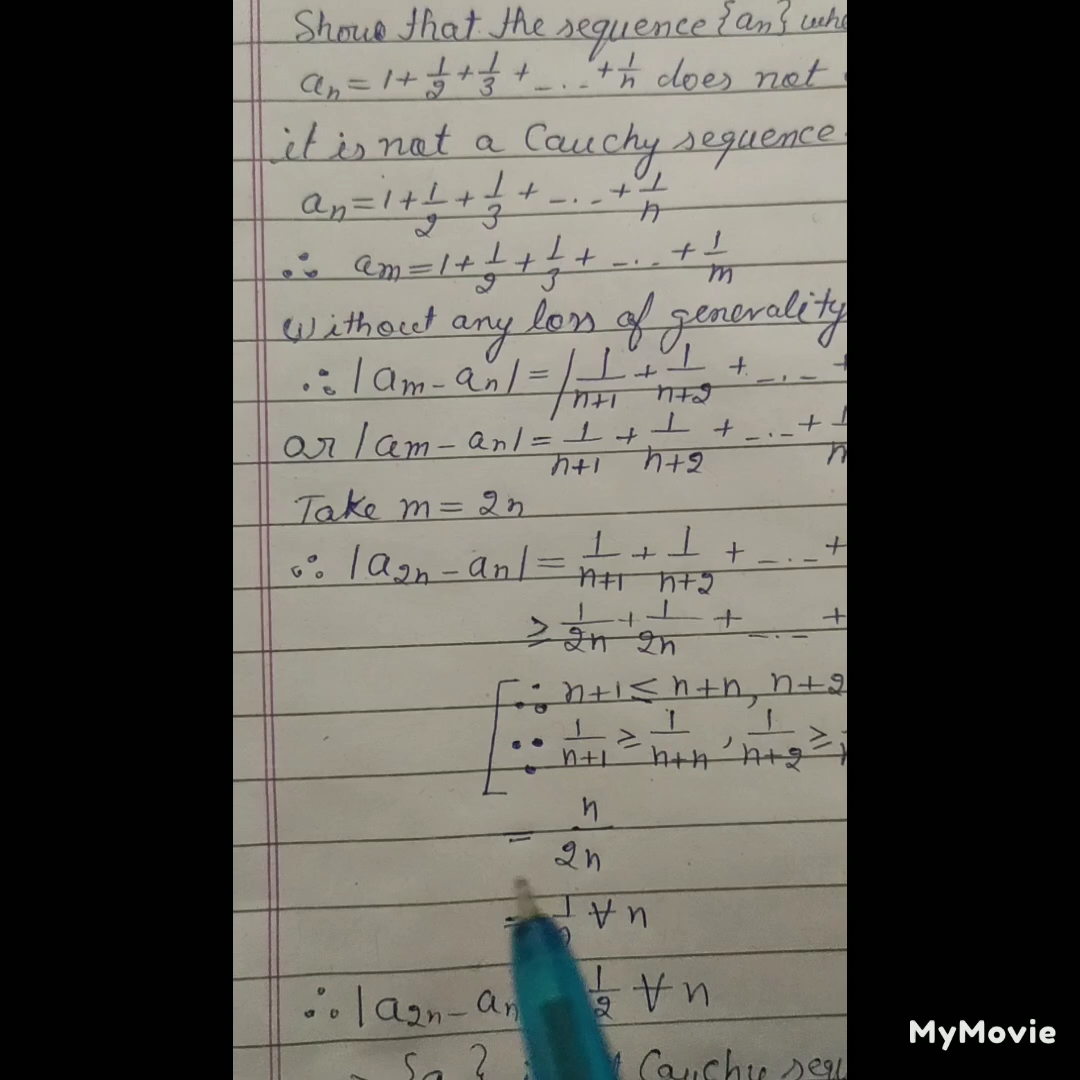 Show that the sequence {an}
an = 1 + 1/2 + 1/3 + -..- + 1/n does not
it is not a Cauchy sequence
an = 1 + 1/2 + 1/3 + -..- + 1/n
∴ am = 1 + 1/2 + 1/3 + -..- + 1/m
Without any loss of generality
∴ |am - an| = |1/n+1 + 1/n+2 + -..- +
or |am - an| = 1/n+1 + 1/n+2 + -..- +
Take m = 2n
∴ |a2n - an| = 1/n+1 + 1/n+2 + -..- +
≥ 1/2n + 1/2n + -..- +
[∵ n+1 ≤ n+n, n+2
∴ 1/n+1 ≥ 1/n+n, 1/n+2 ≥
= n/2n
∀ n
∴ |a2n - an 1/2 ∀ n
Cauchy
MyMovie